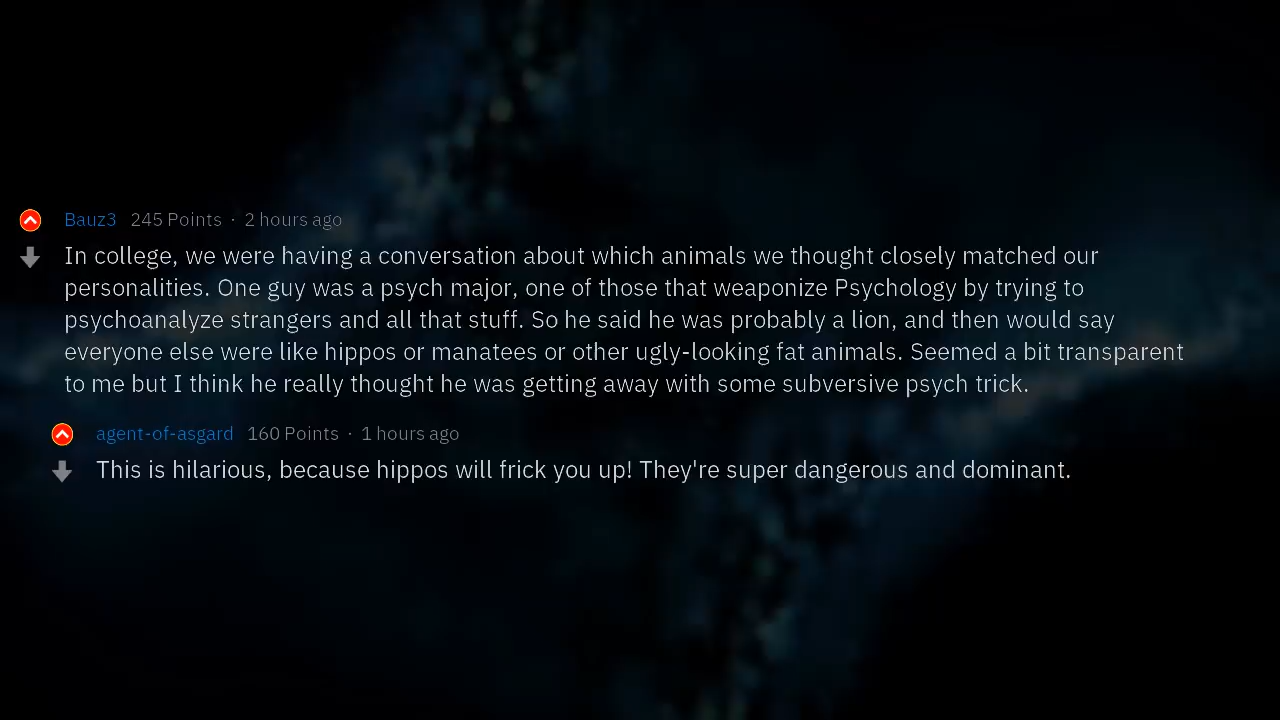 Bauz3 245 Points · 2 hours ago
In college, we were having a conversation about which animals we thought closely matched our
personalities. One guy was a psych major, one of those that weaponize Psychology by trying to
psychoanalyze strangers and all that stuff. So he said he was probably a lion, and then would say
everyone else were like hippos or manatees or other ugly-looking fat animals. Seemed a bit transparent
to me but I think he really thought he was getting away with some subversive psych trick.
agent-of-asgard 160 Points · 1 hours ago
This is hilarious, because hippos will frick you up! They're super dangerous and dominant.